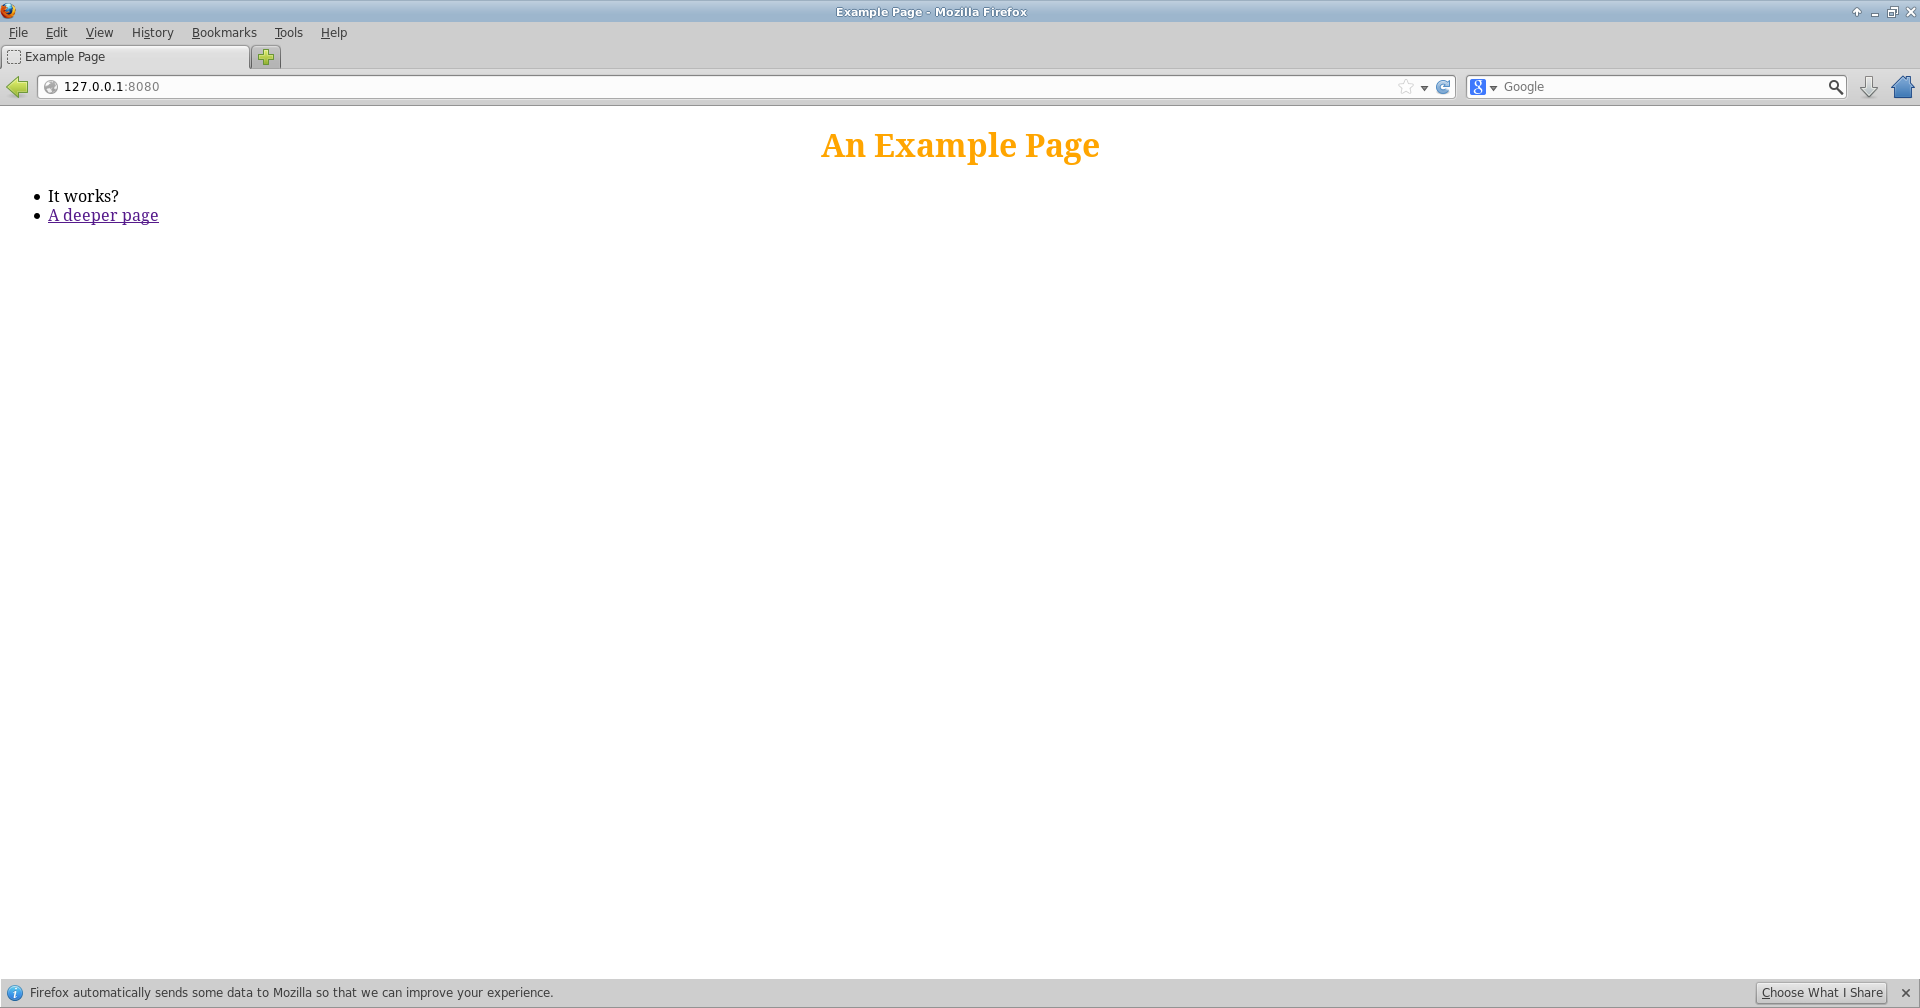 Example Page - Mozilla Firefox
File Edit View History Bookmarks Tools Help
Example Page
127.0.0.1:8080
8 Google
An Example Page
It works?
A deeper page
Firefox automatically sends some data to Mozilla so that we can improve your experience. Choose What I Share